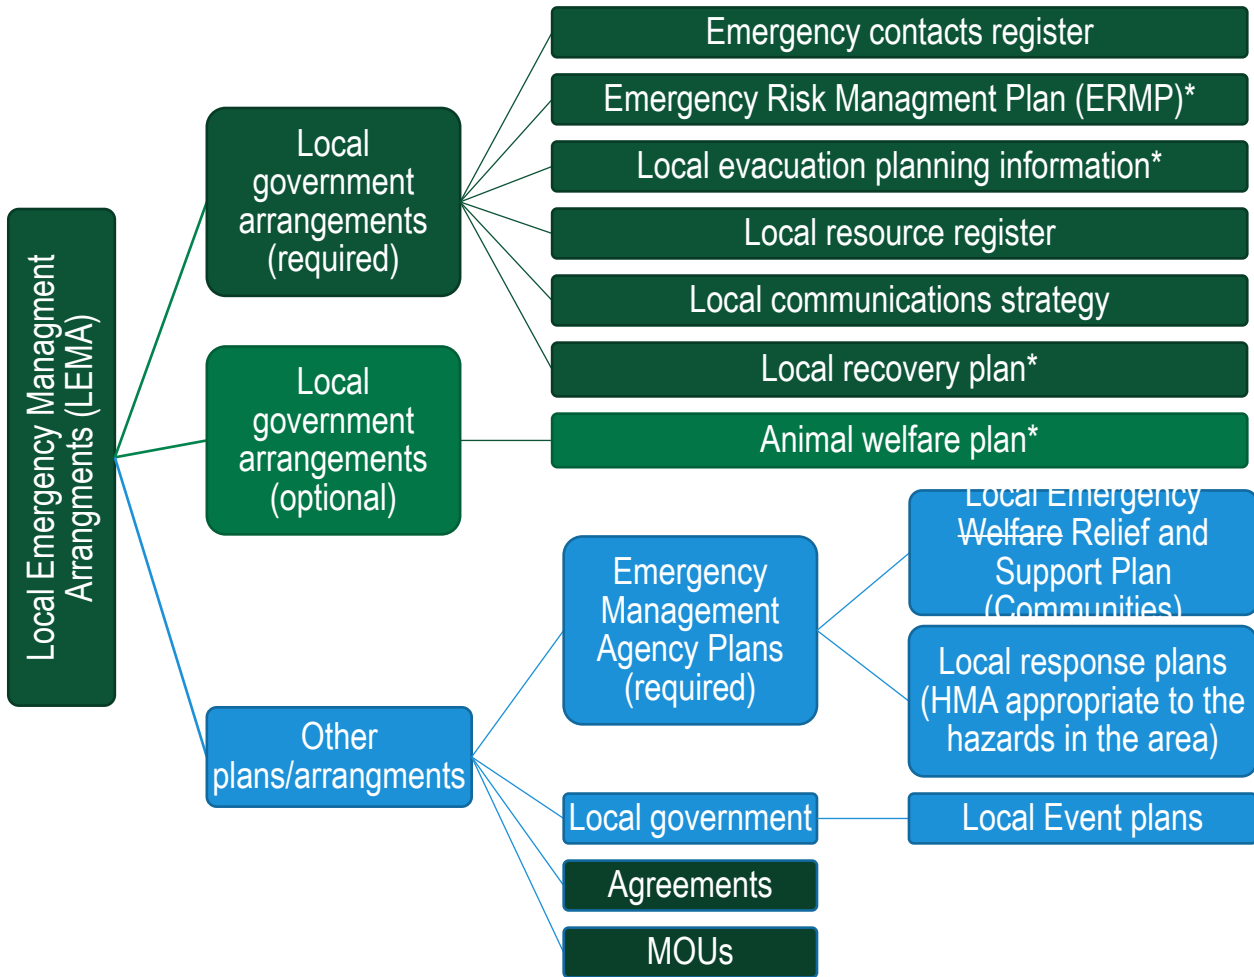 Local Emergency Managment
Arrangments (LEMA)
Local
government
arrangements
(required)
Emergency contacts register
Emergency Risk Managment Plan (ERMP)*
Local evacuation planning information*
Local resource register
Local communications strategy
Local recovery plan*
Local
government
arrangements
(optional)
Animal welfare plan*
Other
plans/arrangments
Emergency
Management
Agency Plans
(required)
Local Emergency
Welfare Relief and
Support Plan
(Communities)
Local response plans
(HMA appropriate to the
hazards in the area)
Local government
Local Event plans
Agreements
MOUs